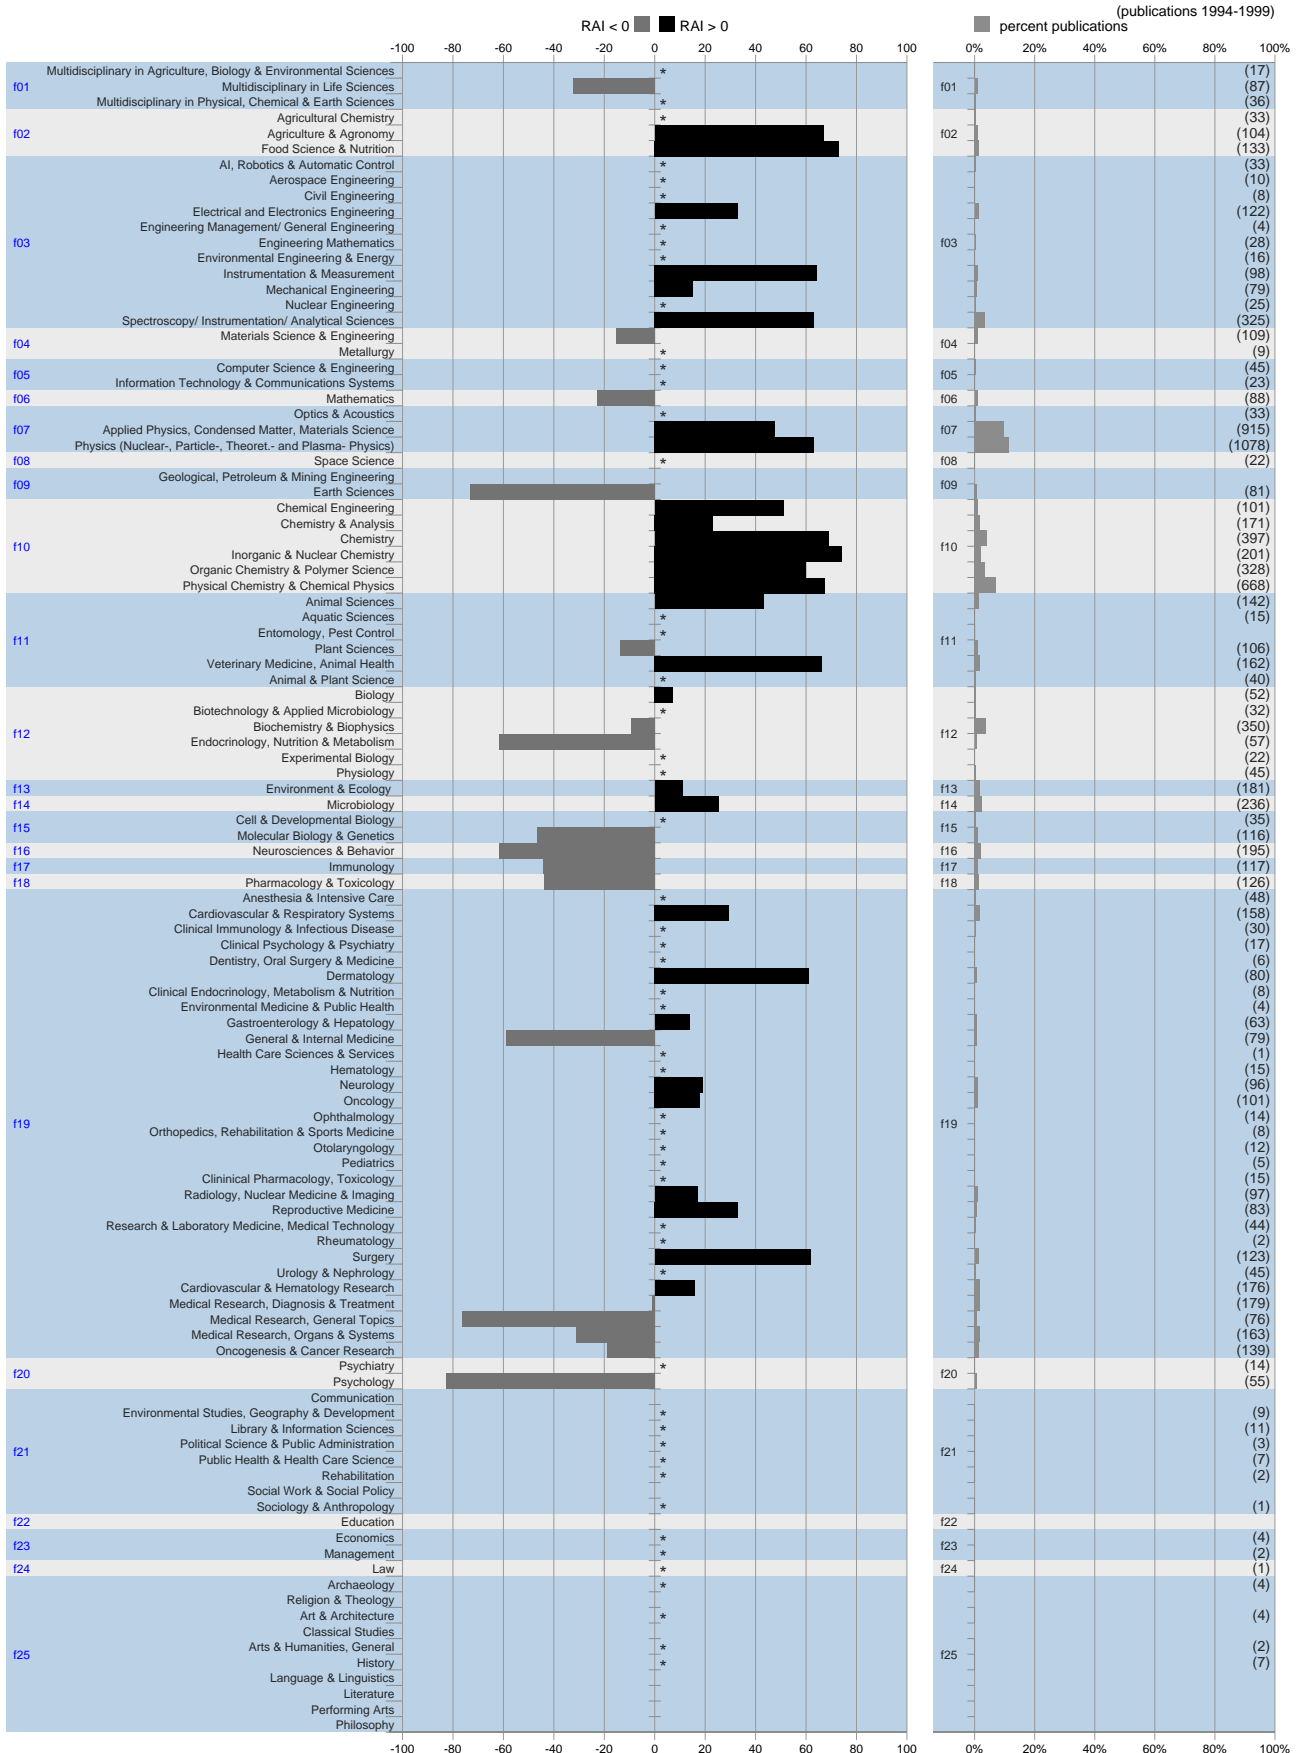 (publications 1994-1999)
RAI < 0 RAI > 0 percent publications
-100 -80 -60 -40 -20 0 20 40 60 80 100 0% 20% 40% 60% 80% 100%
Multidisciplinary in Agriculture, Biology & Environmental Sciences * (17)
f01 Multidisciplinary in Life Sciences f01 (87)
Multidisciplinary in Physical, Chemical & Earth Sciences * (36)
Agricultural Chemistry * (33)
f02 Agriculture & Agronomy f02 (104)
Food Science & Nutrition (133)
AI, Robotics & Automatic Control * (33)
Aerospace Engineering * (10)
Civil Engineering * (8)
Electrical and Electronics Engineering (122)
Engineering Management/ General Engineering * (4)
f03 Engineering Mathematics * f03 (28)
Environmental Engineering & Energy * (16)
Instrumentation & Measurement (98)
Mechanical Engineering (79)
Nuclear Engineering * (25)
Spectroscopy/ Instrumentation/ Analytical Sciences (325)
f04 Materials Science & Engineering f04 (109)
Metallurgy * (9)
f05 Computer Science & Engineering * f05 (45)
Information Technology & Communications Systems * (23)
f06 Mathematics f06 (88)
Optics & Acoustics * (33)
f07 Applied Physics, Condensed Matter, Materials Science f07 (915)
Physics (Nuclear-, Particle-, Theoret.- and Plasma- Physics) (1078)
f08 Space Science * f08 (22)
f09 Geological, Petroleum & Mining Engineering f09
Earth Sciences (81)
Chemical Engineering (101)
Chemistry & Analysis (171)
Chemistry (397)
f10 Inorganic & Nuclear Chemistry f10 (201)
Organic Chemistry & Polymer Science (328)
Physical Chemistry & Chemical Physics (668)
Animal Sciences (142)
Aquatic Sciences * (15)
Entomology, Pest Control *
f11 Plant Sciences f11 (106)
Veterinary Medicine, Animal Health (162)
Animal & Plant Science * (40)
Biology (52)
Biotechnology & Applied Microbiology * (32)
f12 Biochemistry & Biophysics f12 (350)
Endocrinology, Nutrition & Metabolism (57)
Experimental Biology * (22)
Physiology * (45)
f13 Environment & Ecology f13 (181)
f14 Microbiology f14 (236)
f15 Cell & Developmental Biology * f15 (35)
Molecular Biology & Genetics (116)
f16 Neurosciences & Behavior f16 (195)
f17 Immunology f17 (117)
f18 Pharmacology & Toxicology f18 (126)
Anesthesia & Intensive Care * (48)
Cardiovascular & Respiratory Systems (158)
Clinical Immunology & Infectious Disease * (30)
Clinical Psychology & Psychiatry * (17)
Dentistry, Oral Surgery & Medicine * (6)
Dermatology (80)
Clinical Endocrinology, Metabolism & Nutrition * (8)
Environmental Medicine & Public Health * (4)
Gastroenterology & Hepatology (63)
General & Internal Medicine (79)
Health Care Sciences & Services * (1)
Hematology * (15)
Neurology (96)
Oncology (101)
f19 Ophthalmology * f19 (14)
Orthopedics, Rehabilitation & Sports Medicine * (8)
Otolaryngology * (12)
Pediatrics * (5)
Clininical Pharmacology, Toxicology * (15)
Radiology, Nuclear Medicine & Imaging (97)
Reproductive Medicine (83)
Research & Laboratory Medicine, Medical Technology * (44)
Rheumatology * (2)
Surgery (123)
Urology & Nephrology * (45)
Cardiovascular & Hematology Research (176)
Medical Research, Diagnosis & Treatment (179)
Medical Research, General Topics (76)
Medical Research, Organs & Systems (163)
Oncogenesis & Cancer Research (139)
f20 Psychiatry * f20 (14)
Psychology (55)
Communication
Environmental Studies, Geography & Development * (9)
Library & Information Sciences * (11)
Political Science & Public Administration * (3)
f21 Public Health & Health Care Science * f21 (7)
Rehabilitation * (2)
Social Work & Social Policy
Sociology & Anthropology * (1)
f22 Education f22
f23 Economics * f23 (4)
Management * (2)
f24 Law * f24 (1)
Archaeology * (4)
Religion & Theology
Art & Architecture * (4)
Classical Studies
Arts & Humanities, General * (2)
f25 History * f25 (7)
Language & Linguistics
Literature
Performing Arts
Philosophy
-100 -80 -60 -40 -20 0 20 40 60 80 100 0% 20% 40% 60% 80% 100%